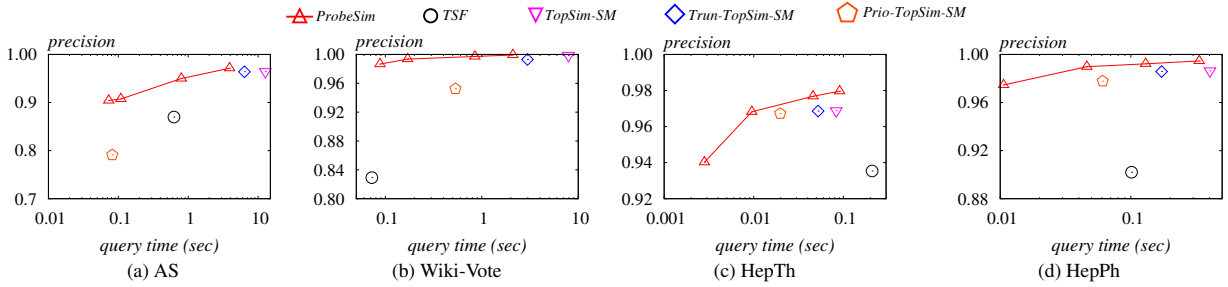 ProbeSim TSF TopSim-SM Trun-TopSim-SM Prio-TopSim-SM
precision precision precision precision
1.00 1.00 1.00 1.00
0.9 0.96 0.98 0.96
0.92 0.96
0.8 0.88 0.94 0.92
0.84
0.7 0.80 0.92 0.88
0.01 0.1 1 10 0.1 1 10 0.001 0.01 0.1 0.01 0.1
query time (sec) query time (sec) query time (sec) query time (sec)
(a) AS (b) Wiki-Vote (c) HepTh (d) HepPh